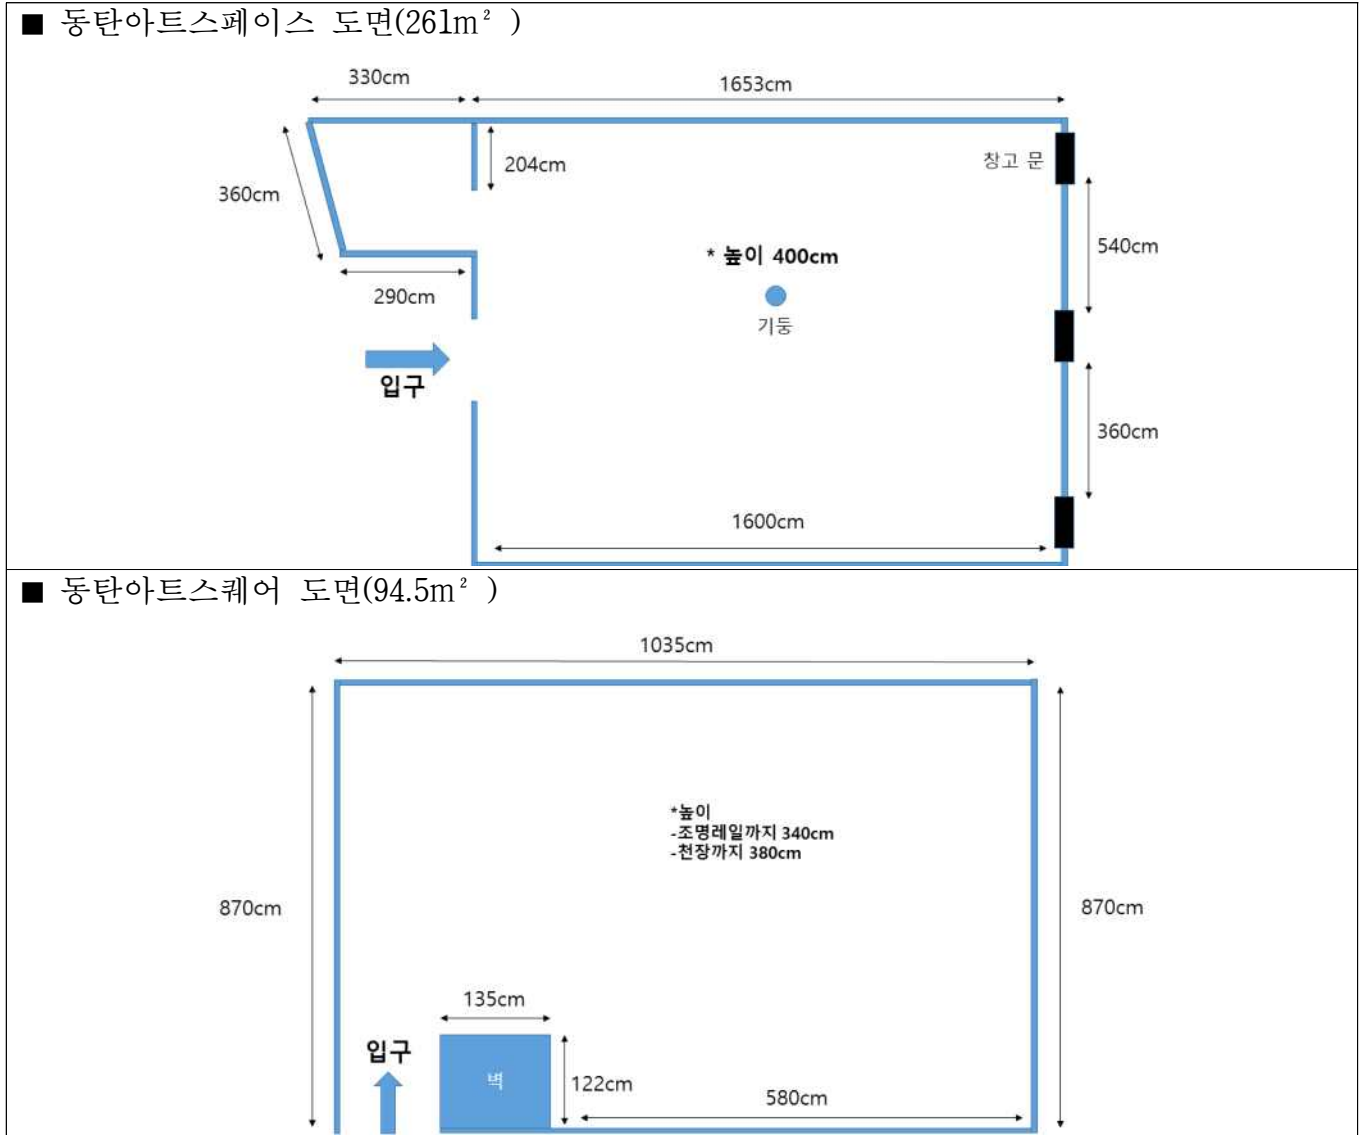 ■ 동탄아트스페이스 도면(261m² )
330cm
1653cm
204cm
창고 문
360cm
540cm
* 높이 400cm
290cm
기둥
입구
360cm
1600cm
■ 동탄아트스퀘어 도면(94.5m² )
1035cm
*높이
-조명레일까지 340cm
-천장까지 380cm
870cm
870cm
135cm
입구
벽
122cm
580cm